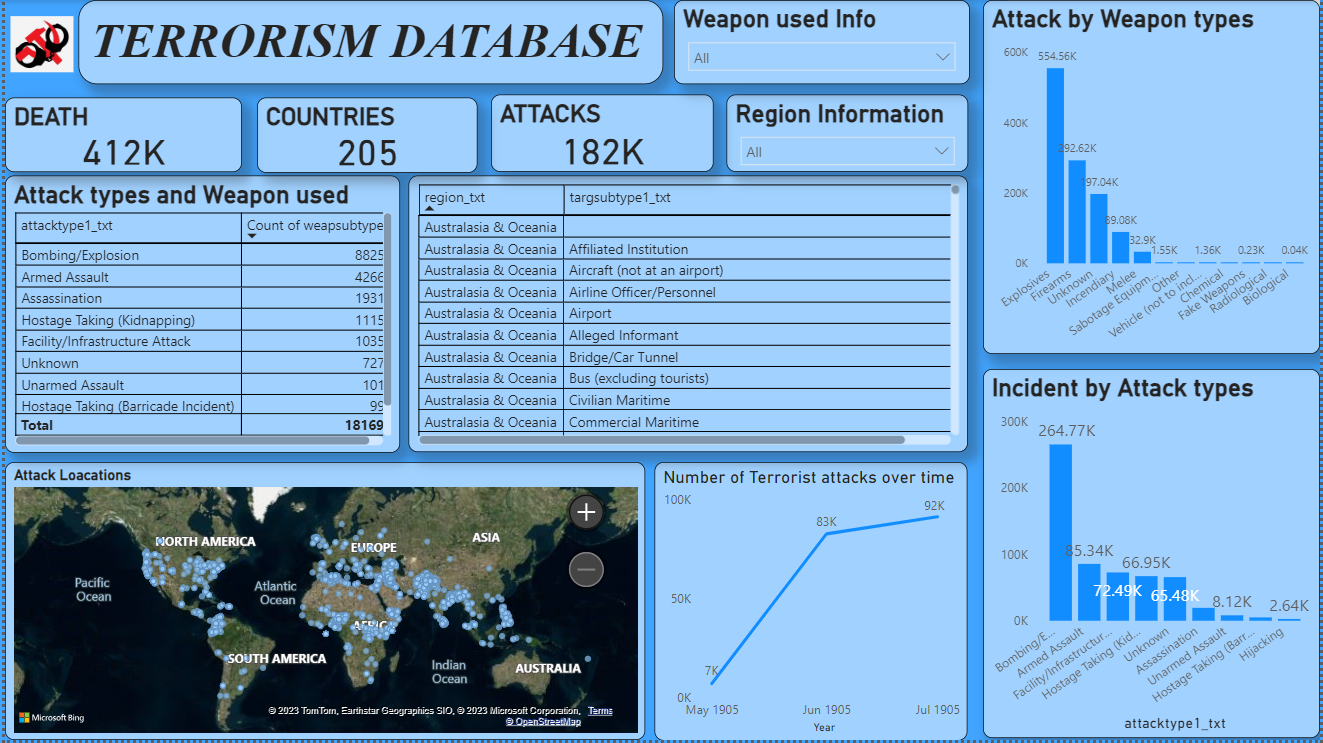 TERRORISM DATABASE
Weapon used Info
All
DEATH
412K
COUNTRIES
205
ATTACKS
182K
Region Information
All
Attack types and Weapon used
attacktype1_txt Count of weapsubtype
Bombing/Explosion 8825
Armed Assault 4266
Assassination 1931
Hostage Taking (Kidnapping) 1115
Facility/Infrastructure Attack 1035
Unknown 727
Unarmed Assault 101
Hostage Taking (Barricade Incident) 99
Total 18169
region_txt targsubtype1_txt
Australasia & Oceania
Australasia & Oceania Affiliated Institution
Australasia & Oceania Aircraft (not at an airport)
Australasia & Oceania Airline Officer/Personnel
Australasia & Oceania Airport
Australasia & Oceania Alleged Informant
Australasia & Oceania Bridge/Car Tunnel
Australasia & Oceania Bus (excluding tourists)
Australasia & Oceania Civilian Maritime
Australasia & Oceania Commercial Maritime
Attack Loacations
NORTH AMERICA
EUROPE
ASIA
Pacific
Ocean
Atlantic
Ocean
AFRICA
SOUTH AMERICA
Indian
Ocean
AUSTRALIA
Microsoft Bing
© 2023 TomTom, Earthstar Geographics SIO, © 2023 Microsoft Corporation, Terms
© OpenStreetMap
Number of Terrorist attacks over time
100K
50K
0K
7K
83K
92K
May 1905
Jun 1905
Jul 1905
Year
Attack by Weapon types
600K
400K
200K
0K
554.56K
292.62K
197.04K
89.08K
32.9K
1.55K
1.36K
0.23K
0.04K
Explosives
Firearms
Unknown
Incendiary
Melee
Sabotage Equipm...
Other
Vehicle (not to incl...
Chemical
Fake Weapons
Radiological
Biological
Incident by Attack types
300K
200K
100K
0K
264.77K
85.34K
72.49K
66.95K
65.48K
8.12K
2.64K
Bombing/E...
Armed Assault
Facility/Infrastructur...
Hostage Taking (Kid...
Unknown
Assassination
Unarmed Assault
Hostage Taking (Barr...
Hijacking
attacktype1_txt